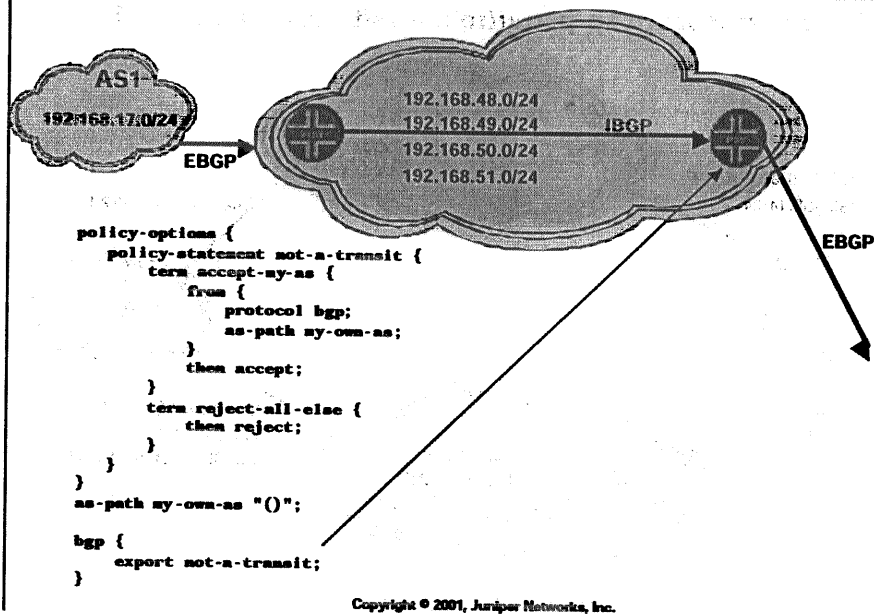 AS1
192.168.17.0/24
EBGP
192.168.48.0/24
192.168.49.0/24
192.168.50.0/24
192.168.51.0/24
IBGP
EBGP
policy-options {
policy-statement not-a-transit {
term accept-my-as {
from {
protocol bgp;
as-path my-own-as;
}
then accept;
}
term reject-all-else {
then reject;
}
}
}
as-path my-own-as "()";
bgp {
export not-a-transit;
}
Copyright © 2001, Juniper Networks, Inc.